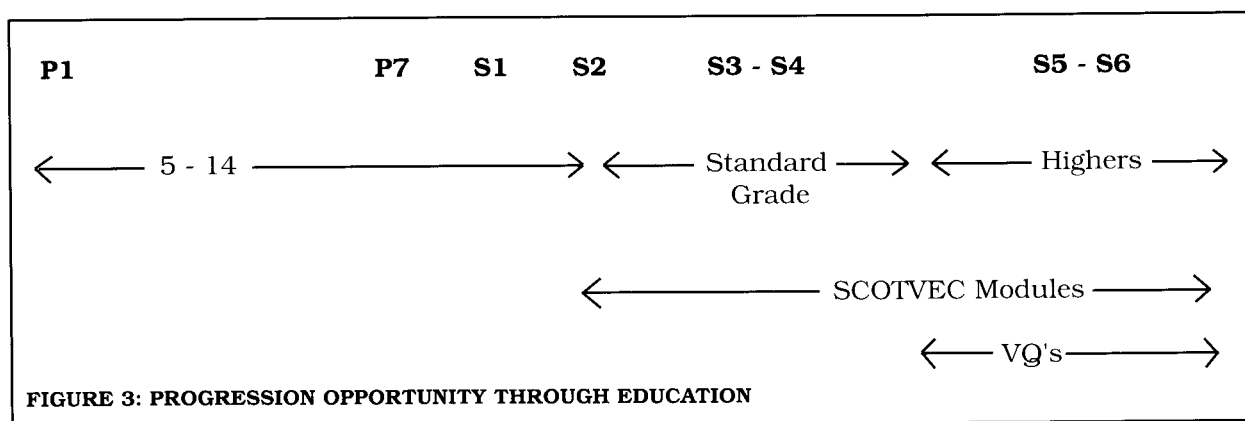 P1 P7 S1 S2 S3 - S4 S5 - S6
5 - 14 Standard Highers
Grade
SCOTVEC Modules
VQ's
FIGURE 3: PROGRESSION OPPORTUNITY THROUGH EDUCATION